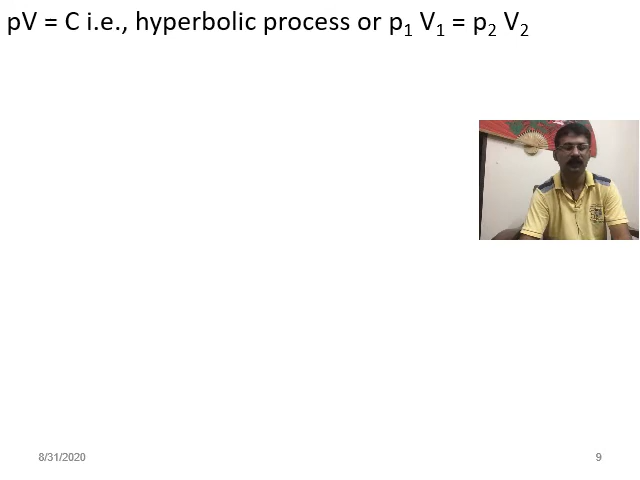 pV = C i.e., hyperbolic process or p₁ V₁ = p₂ V₂
8/31/2020
9